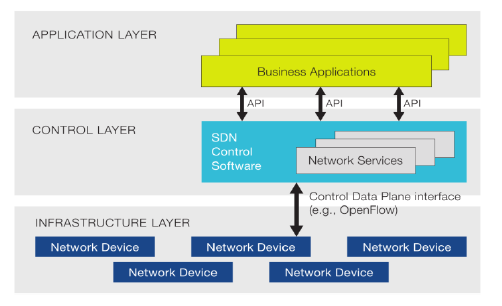 APPLICATION LAYER
Business Applications
API API API
CONTROL LAYER
SDN
Control
Software
Network Services
Control Data Plane interface
(e.g., OpenFlow)
INFRASTRUCTURE LAYER
Network Device Network Device Network Device
Network Device Network Device